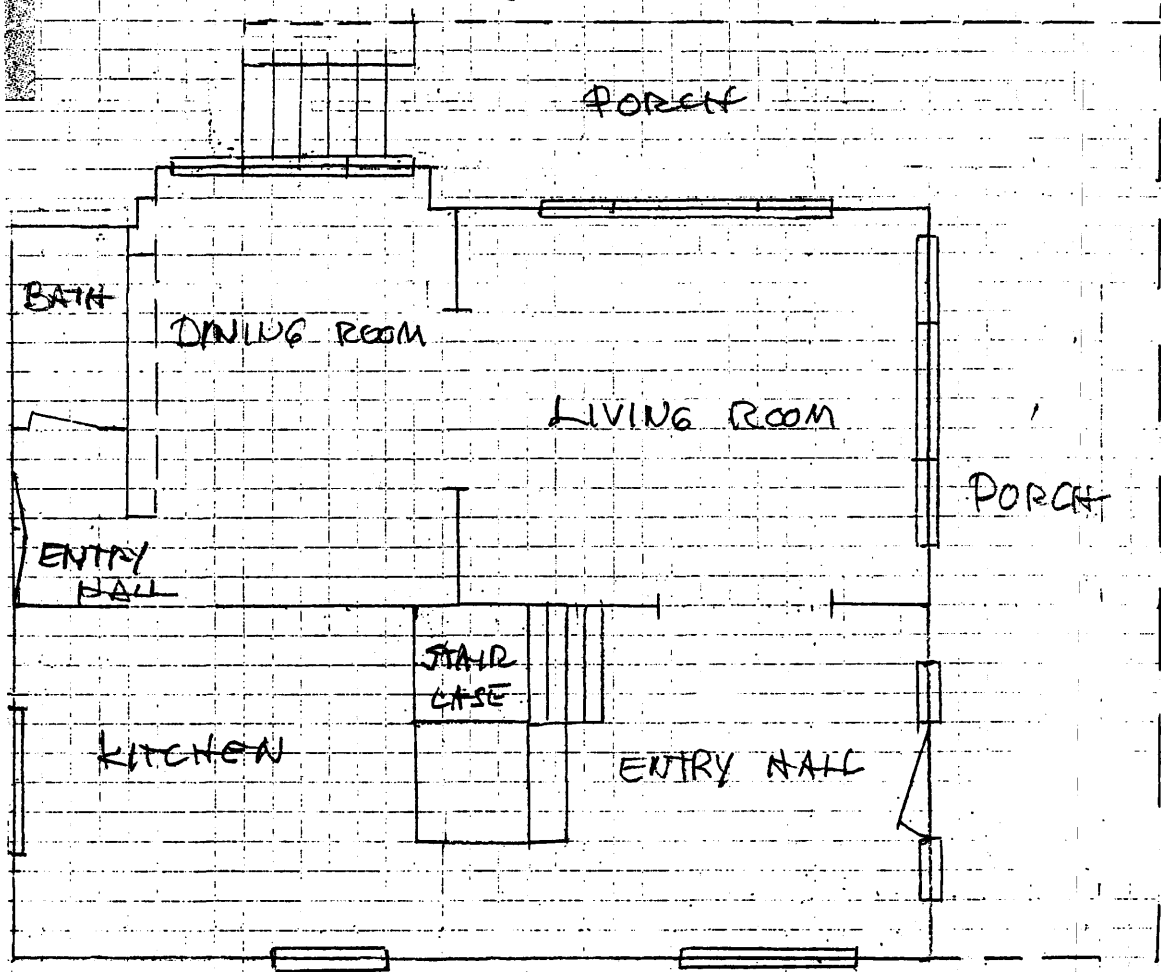 PORCH
BATH
DINING ROOM
LIVING ROOM
PORCH
ENTRY
HALL
STAIR
CASE
KITCHEN
ENTRY HALL